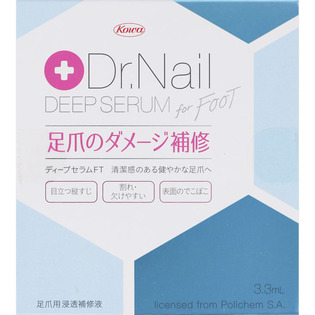 Kowa
Dr.Nail
DEEP SERUM for FOOT
足爪のダメージ補修
ディープセラムFT 清潔感のある健やかな足爪へ
目立つ縦すじ
割れ・
欠けやすい
表面のでこぼこ
3.3mL
足爪用浸透補修液
licensed from Polichem S.A.